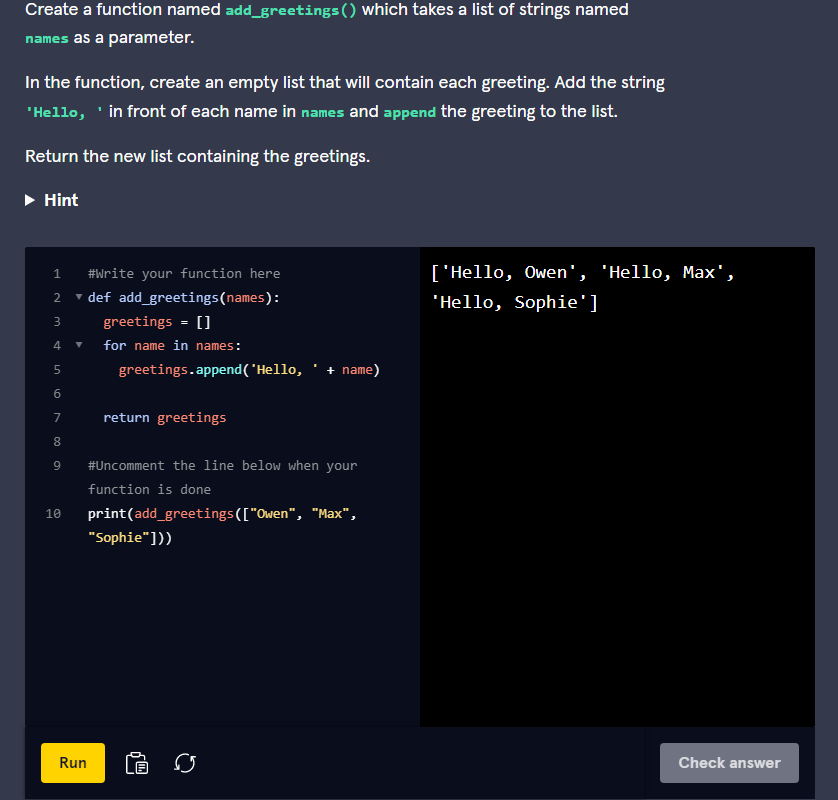 Create a function named add_greetings() which takes a list of strings named
names as a parameter.
In the function, create an empty list that will contain each greeting. Add the string
'Hello, ' in front of each name in names and append the greeting to the list.
Return the new list containing the greetings.
Hint
1 #Write your function here
2 def add_greetings(names):
3 greetings = []
4 for name in names:
5 greetings.append('Hello, ' + name)
6
7 return greetings
8
9 #Uncomment the line below when your
function is done
10 print(add_greetings(["Owen", "Max",
"Sophie"]))
['Hello, Owen', 'Hello, Max',
'Hello, Sophie']
Run
Check answer